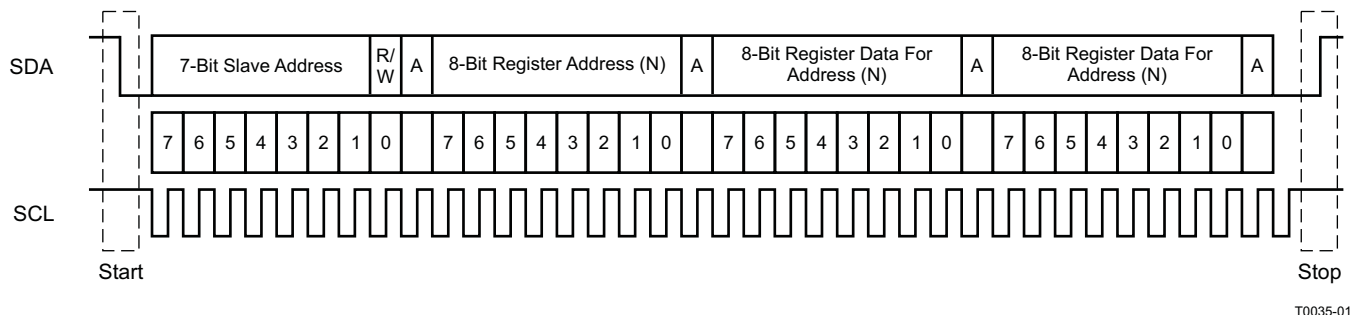 SDA
7-Bit Slave Address
R/
W
A
8-Bit Register Address (N)
A
8-Bit Register Data For
Address (N)
A
8-Bit Register Data For
Address (N)
A
7 6 5 4 3 2 1 0 7 6 5 4 3 2 1 0 7 6 5 4 3 2 1 0 7 6 5 4 3 2 1 0
SCL
Start
Stop
T0035-01